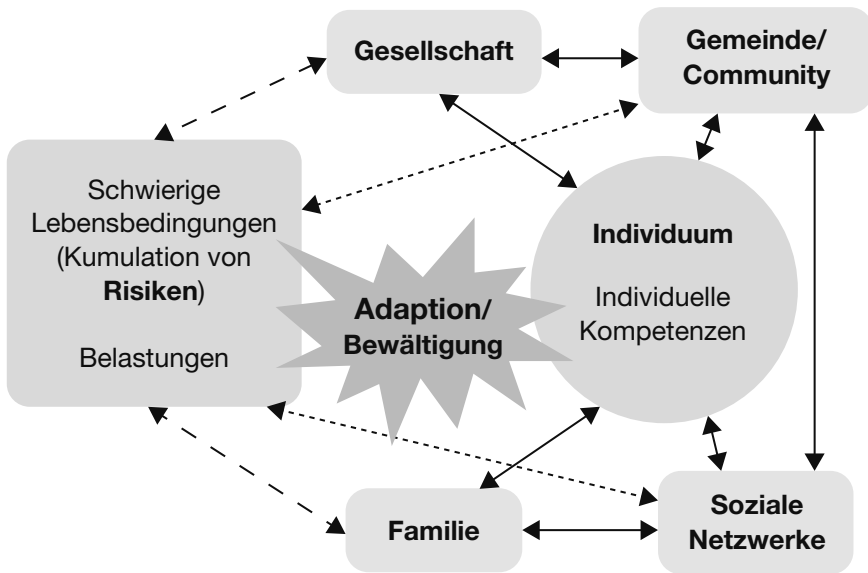 Gesellschaft
Gemeinde/
Community
Schwierige
Lebensbedingungen
(Kumulation von
Risiken)
Belastungen
Adaption/
Bewältigung
Individuum
Individuelle
Kompetenzen
Familie
Soziale
Netzwerke